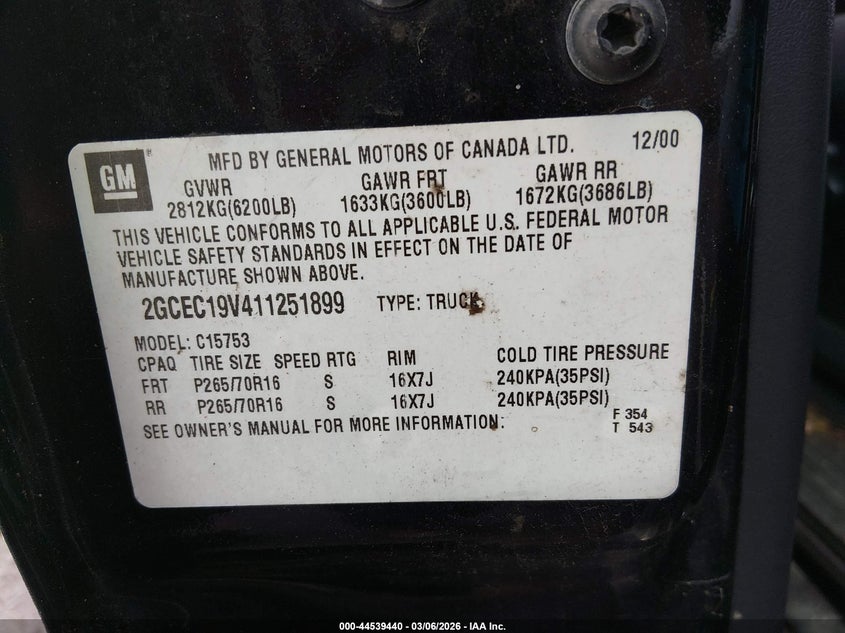 GM
MFD BY GENERAL MOTORS OF CANADA LTD. 12/00
GVWR GAWR FRT GAWR RR
2812KG(6200LB) 1633KG(3600LB) 1672KG(3686LB)
THIS VEHICLE CONFORMS TO ALL APPLICABLE U.S. FEDERAL MOTOR
VEHICLE SAFETY STANDARDS IN EFFECT ON THE DATE OF
MANUFACTURE SHOWN ABOVE.
2GCEC19V411251899 TYPE: TRUCK
MODEL: C15753
CPAQ TIRE SIZE SPEED RTG RIM COLD TIRE PRESSURE
FRT P265/70R16 S 16X7J 240KPA(35PSI)
RR P265/70R16 S 16X7J 240KPA(35PSI)
SEE OWNER'S MANUAL FOR MORE INFORMATION:
F 354
T 543
000-44539440 - 03/06/2026 - IAA Inc.